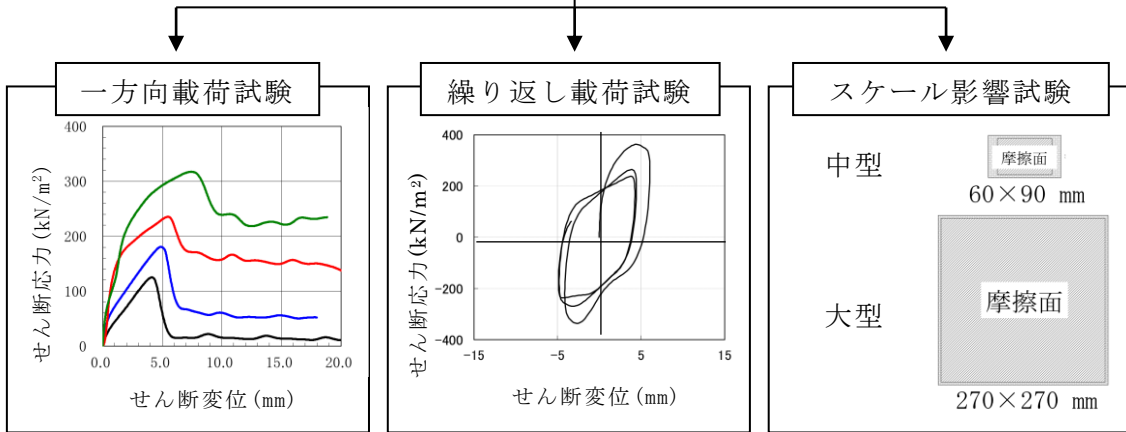 一方向載荷試験
400
300
200
100
0
0.0 5.0 10.0 15.0 20.0
せん断応力(kN/m²)
せん断変位(mm)
繰り返し載荷試験
400
200
0
-200
-400
-15 -5 5 15
せん断応力(kN/m²)
せん断変位(mm)
スケール影響試験
中型
摩擦面
60×90 mm
大型
摩擦面
270×270 mm